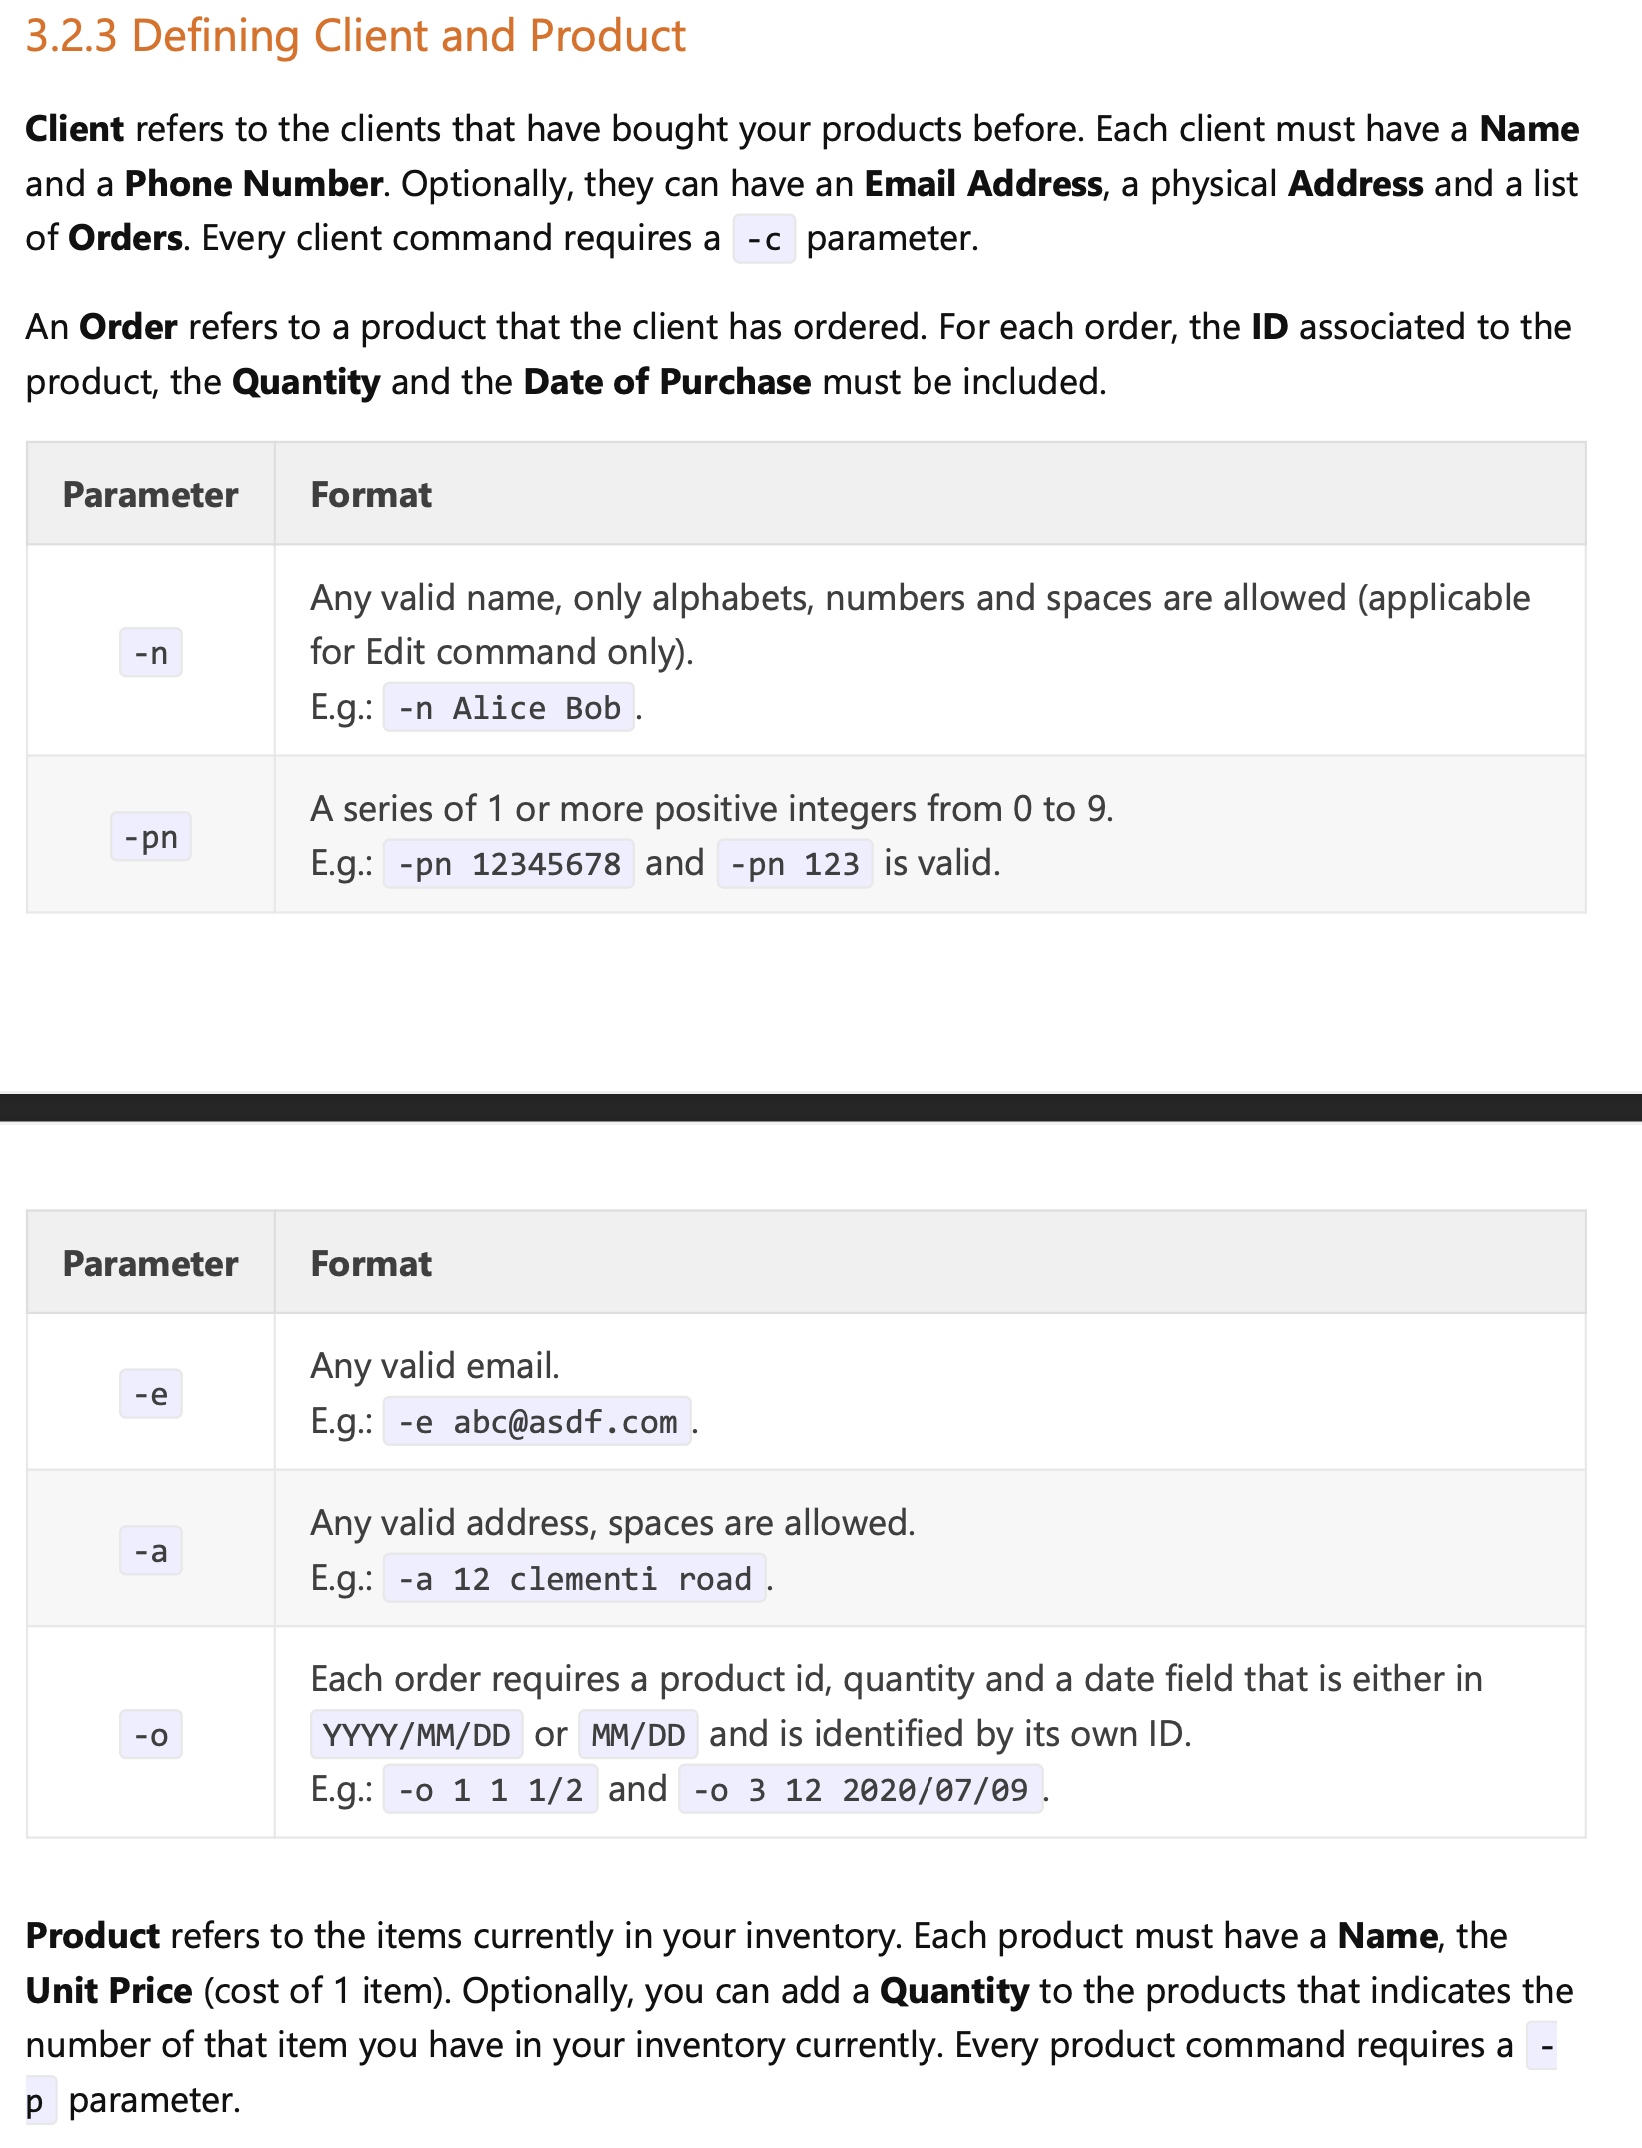 3.2.3 Defining Client and Product
Client refers to the clients that have bought your products before. Each client must have a Name
and a Phone Number. Optionally, they can have an Email Address, a physical Address and a list
of Orders. Every client command requires a -c parameter.
An Order refers to a product that the client has ordered. For each order, the ID associated to the
product, the Quantity and the Date of Purchase must be included.
Parameter Format
-n
Any valid name, only alphabets, numbers and spaces are allowed (applicable
for Edit command only).
E.g.: -n Alice Bob.
-pn
A series of 1 or more positive integers from 0 to 9.
E.g.: -pn 12345678 and -pn 123 is valid.
Parameter Format
-e
Any valid email.
E.g.: -e abc@asdf.com.
-a
Any valid address, spaces are allowed.
E.g.: -a 12 clementi road.
-o
Each order requires a product id, quantity and a date field that is either in
YYYY/MM/DD or MM/DD and is identified by its own ID.
E.g.: -o 1 1 1/2 and -o 3 12 2020/07/09.
Product refers to the items currently in your inventory. Each product must have a Name, the
Unit Price (cost of 1 item). Optionally, you can add a Quantity to the products that indicates the
number of that item you have in your inventory currently. Every product command requires a -
p parameter.